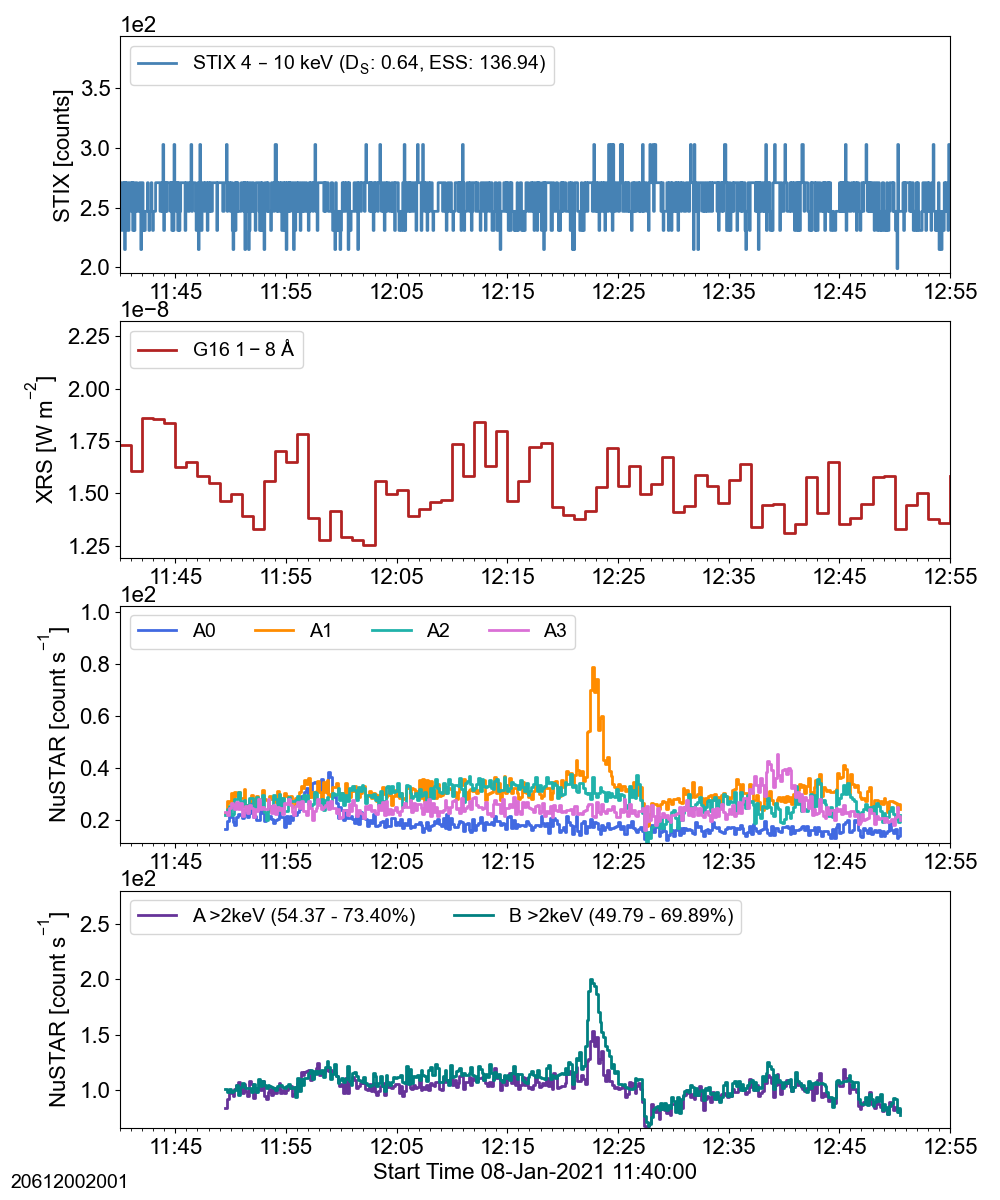 1e2
STIX 4 – 10 keV (DS: 0.64, ESS: 136.94)
STIX [counts]
3.5
3.0
2.5
2.0
11:45 11:55 12:05 12:15 12:25 12:35 12:45 12:55
1e−8
G16 1 − 8 Å
XRS [W m−2]
2.25
2.00
1.75
1.50
1.25
11:45 11:55 12:05 12:15 12:25 12:35 12:45 12:55
1e2
A0 A1 A2 A3
NuSTAR [count s−1]
1.0
0.8
0.6
0.4
0.2
11:45 11:55 12:05 12:15 12:25 12:35 12:45 12:55
1e2
A >2keV (54.37 - 73.40%) B >2keV (49.79 - 69.89%)
NuSTAR [count s−1]
2.5
2.0
1.5
1.0
11:45 11:55 12:05 12:15 12:25 12:35 12:45 12:55
Start Time 08-Jan-2021 11:40:00
20612002001